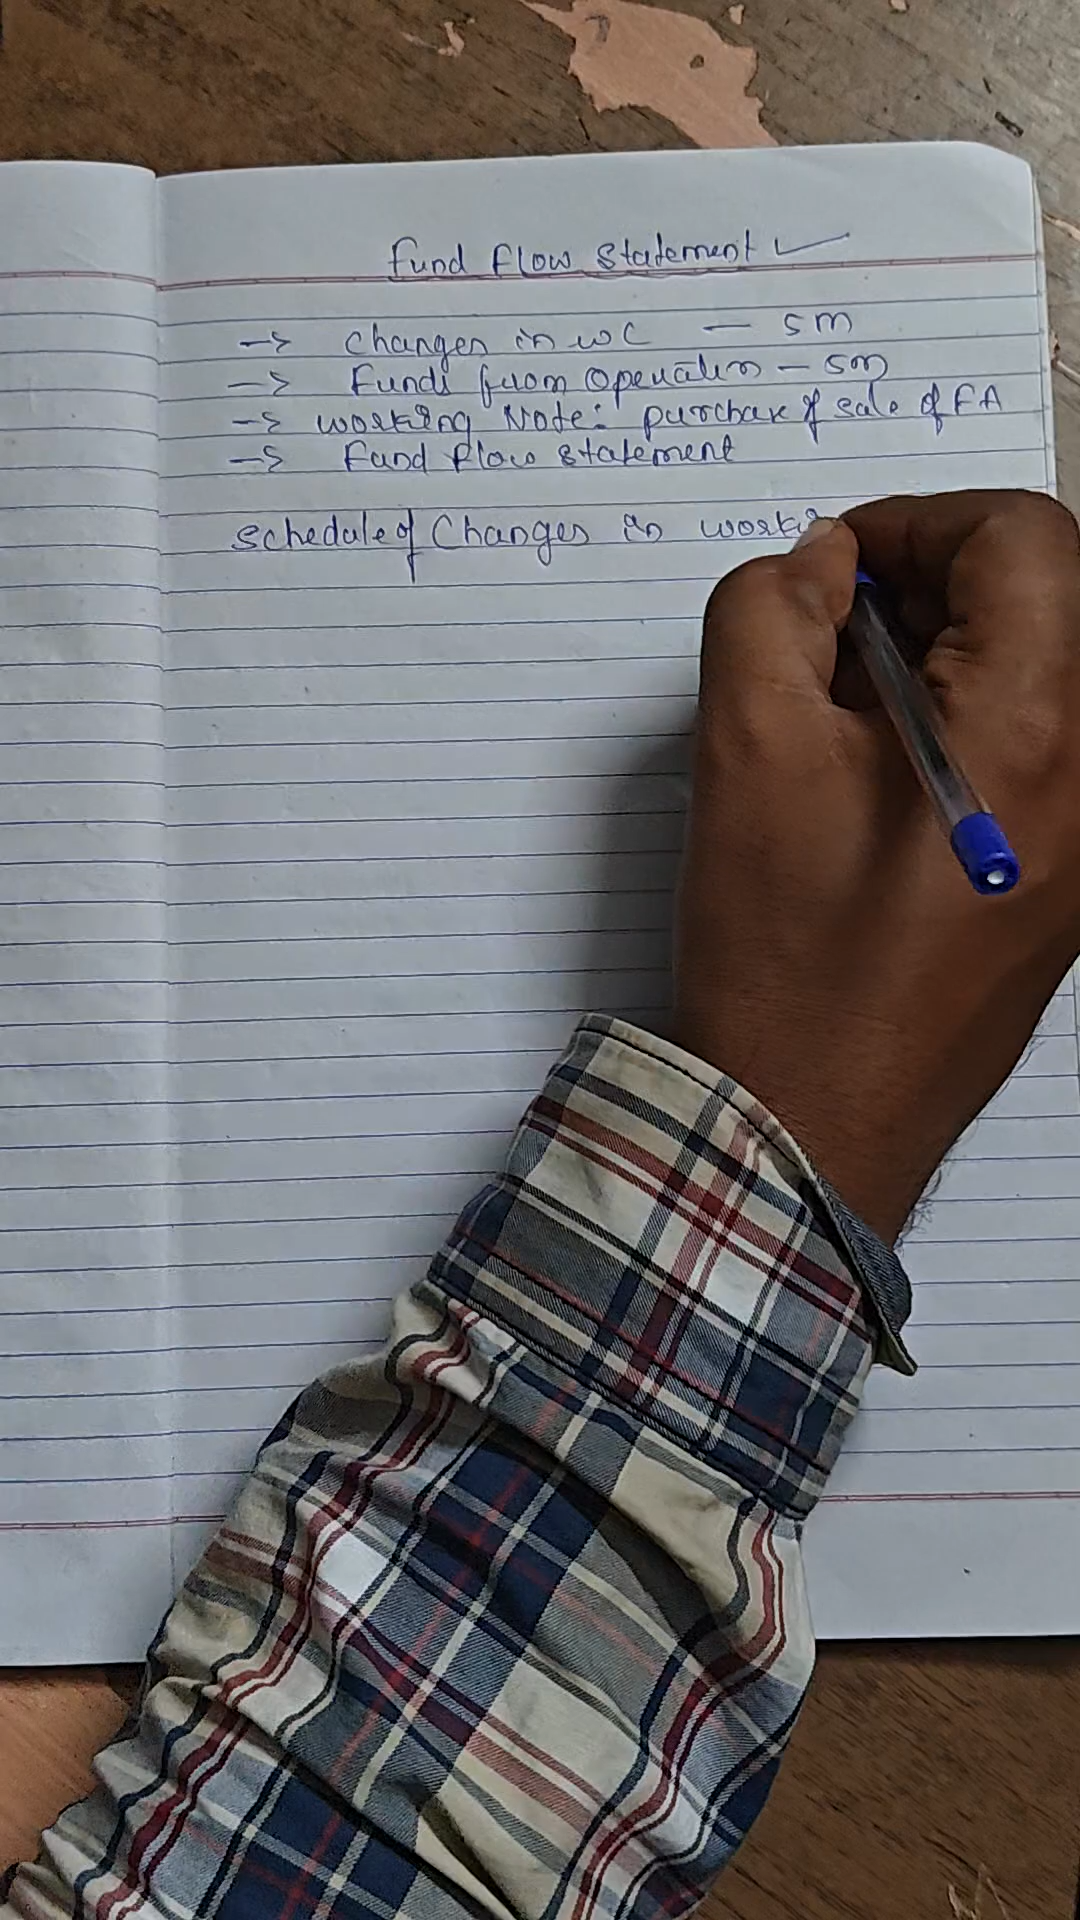 Fund Flow Statement ✓
→ Changes in WC — 5m
→ Funds from Operation — 5m
→ Working Note: purchase & sale of FA
→ Fund Flow Statement
Schedule of Changes in worki